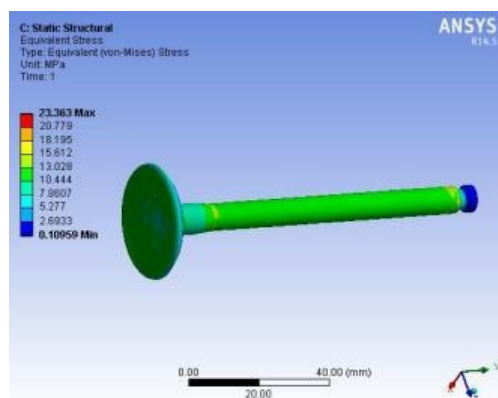 C: Static Structural
Equivalent Stress
Type: Equivalent (von-Mises) Stress
Unit: MPa
Time: 1
ANSYS
R14.5
23.363 Max
20.779
18.195
15.612
13.028
10.444
7.8607
5.277
2.6933
0.10959 Min
0.00
40.00 (mm)
20.00
Y
X